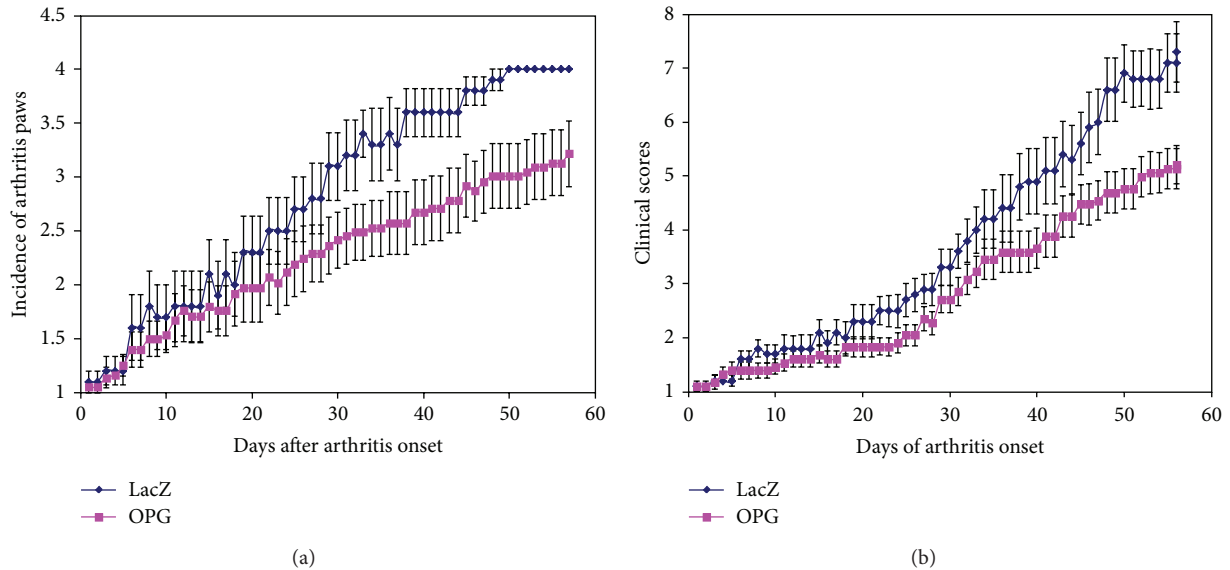 4.5
4
3.5
3
2.5
2
1.5
1
Incidence of arthritis paws
0 10 20 30 40 50 60
Days after arthritis onset
LacZ
OPG
(a)
8
7
6
5
4
3
2
1
Clinical scores
0 10 20 30 40 50 60
Days of arthritis onset
LacZ
OPG
(b)